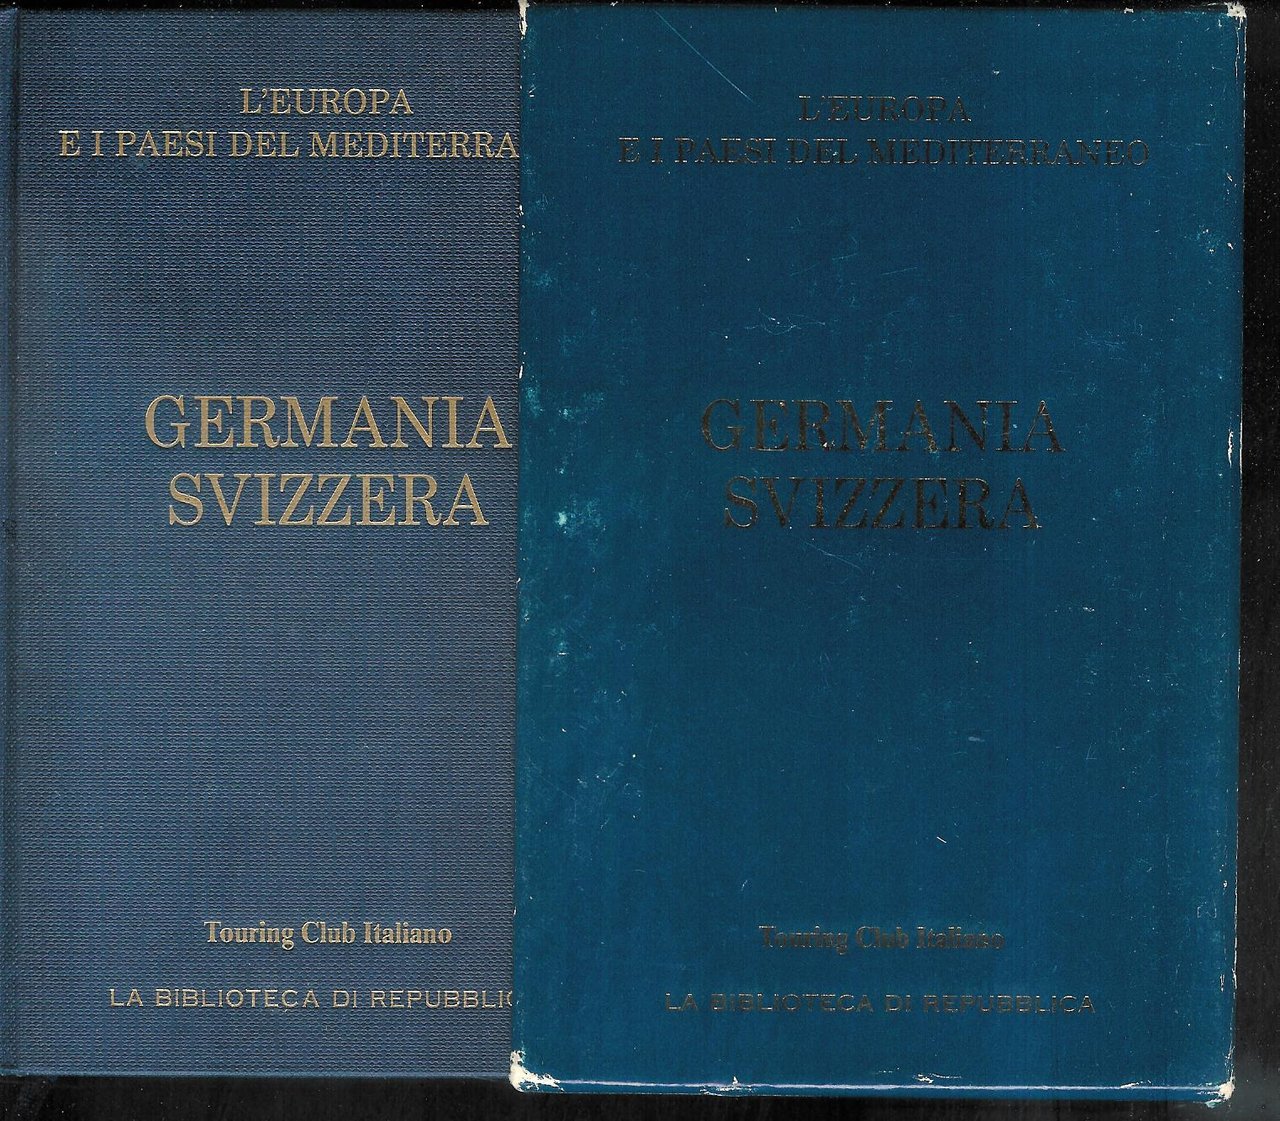 L'EUROPA
E I PAESI DEL MEDITERRA
GERMANIA
SVIZZERA
Touring Club Italiano
LA BIBLIOTECA DI REPUBBLIC
L'EUROPA
E I PAESI DEL MEDITERRANEO
GERMANIA
SVIZZERA
Touring Club Italiano
LA BIBLIOTECA DI REPUBBLICA